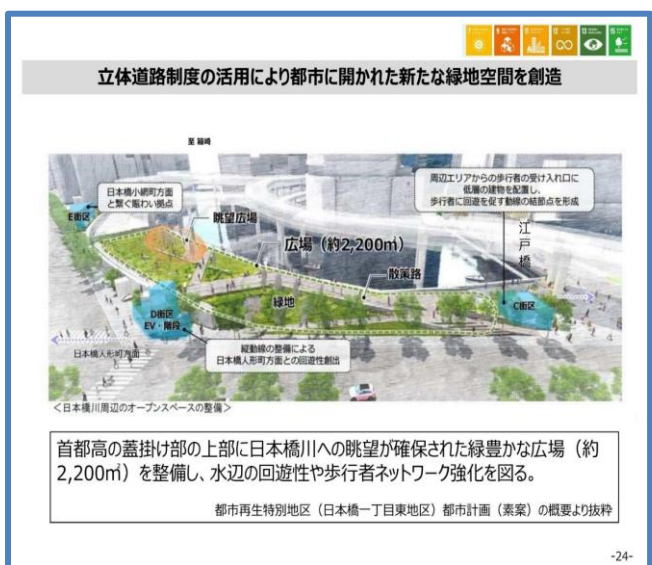 立体道路制度の活用により都市に開かれた新たな緑地空間を創造
至 箱崎
日本橋小網町方面
と繋ぐ賑わい拠点
周辺エリアからの歩行者の受け入れ口に
低層の建物を配置し、
歩行者に回遊を促す動線の結節点を形成
E街区
眺望広場
広場（約2,200㎡）
江戸橋
散策路
緑地
C街区
D街区
EV・階段
日本橋人形町方面
縦動線の整備による
日本橋人形町方面との回遊性創出
＜日本橋川周辺のオープンスペースの整備＞
首都高の蓋掛け部の上部に日本橋川への眺望が確保された緑豊かな広場（約
2,200㎡）を整備し、水辺の回遊性や歩行者ネットワーク強化を図る。
都市再生特別地区（日本橋一丁目東地区）都市計画（素案）の概要より抜粋
-24-